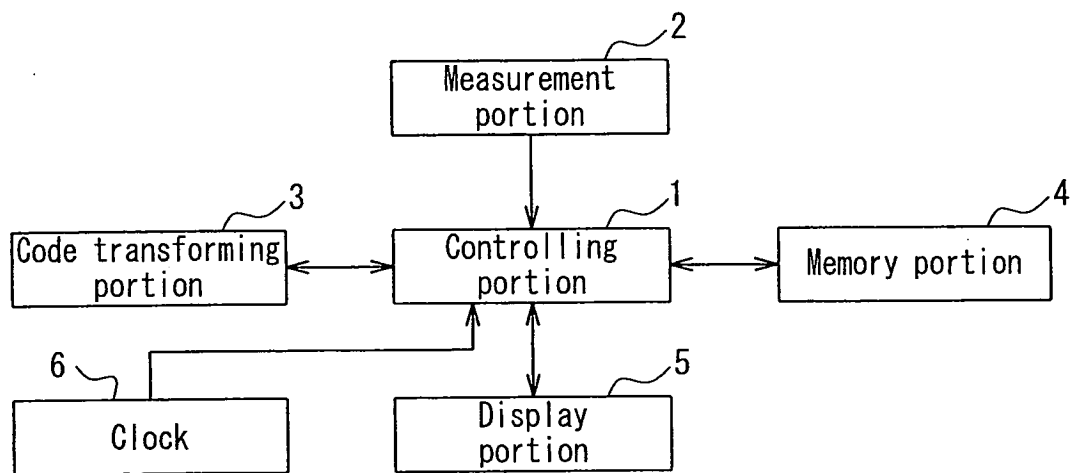 2
Measurement
portion
3
1
4
Code transforming
portion
Controlling
portion
Memory portion
6
5
Clock
Display
portion